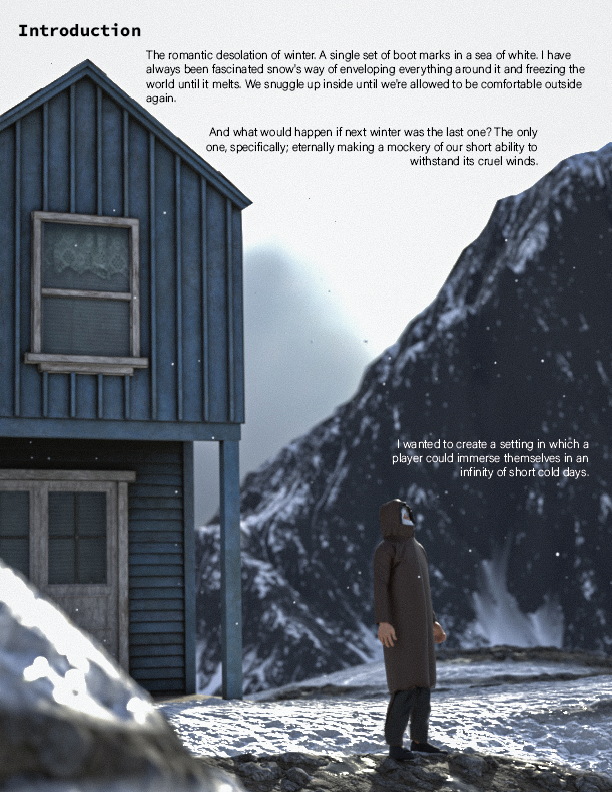 Introduction
The romantic desolation of winter. A single set of boot marks in a sea of white. I have
always been fascinated snow's way of enveloping everything around it and freezing the
world until it melts. We snuggle up inside until we're allowed to be comfortable outside
again.
And what would happen if next winter was the last one? The only
one, specifically; eternally making a mockery of our short ability to
withstand its cruel winds.
I wanted to create a setting in which a
player could immerse themselves in an
infinity of short cold days.